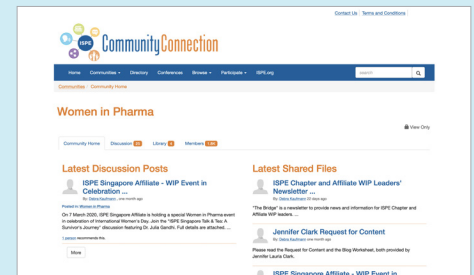 Contact Us Terms and Conditions
ISPE CommunityConnection
Home Communities Directory Conferences Browse Participate ISPE.org search
Communities / Community Home
Women in Pharma
View Only
Community Home Discussion Library Members
Latest Discussion Posts
ISPE Singapore Affiliate - WIP Event in
Celebration ...
By: Debra Kaufmann, one month ago
Posted in Women in Pharma
On 7 March 2020, ISPE Singapore Affiliate is holding a special Women in Pharma event
in celebration of International Women's Day. Join the "ISPE Singapore Talk & Tea: A
Survivor's Journey" discussion featuring Dr. Julia Gandhi. Full details are attached. ...
1 person recommends this.
More
Latest Shared Files
ISPE Chapter and Affiliate WIP Leaders'
Newsletter ...
By: Debra Kaufmann 22 days ago
"The Bridge" is a newsletter to provide news and information for ISPE Chapter and
Affiliate WIP leaders. ...
Jennifer Clark Request for Content
By: Debra Kaufmann one month ago
Please read the Request for Content and the Blog Worksheet, both provided by
Jennifer Laura Clark.
ISPE Singapore Affiliate - WIP Event in